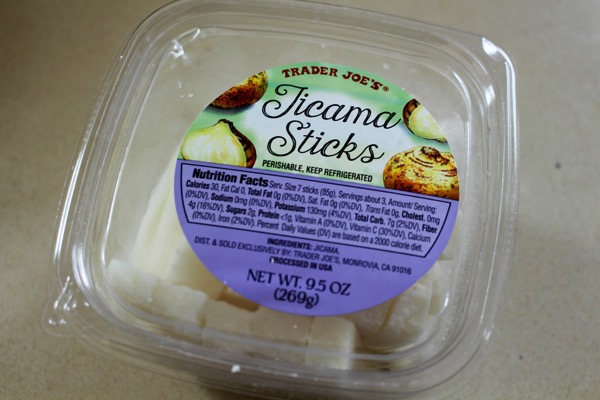 TRADER JOE'S®
Jicama
Sticks
PERISHABLE, KEEP REFRIGERATED
Nutrition Facts Serv. Size 7 sticks (85g), Servings about 3, Amount/Serving:
Calories 30, Fat Cal 0, Total Fat 0g (0%DV), Sat. Fat 0g (0%DV), Trans Fat 0g, Cholest. 0mg
(0%DV), Sodium 0mg (0%DV), Potassium 130mg (4%DV), Total Carb. 7g (2%DV), Fiber
4g (16%DV), Sugars 2g, Protein <1g, Vitamin A (0%DV), Vitamin C (30%DV), Calcium
(0%DV), Iron (2%DV). Percent Daily Values (DV) are based on a 2000 calorie diet.
INGREDIENTS: JICAMA.
DIST. & SOLD EXCLUSIVELY BY: TRADER JOE'S, MONROVIA, CA 91016
PROCESSED IN USA
NET WT. 9.5 OZ
(269g)